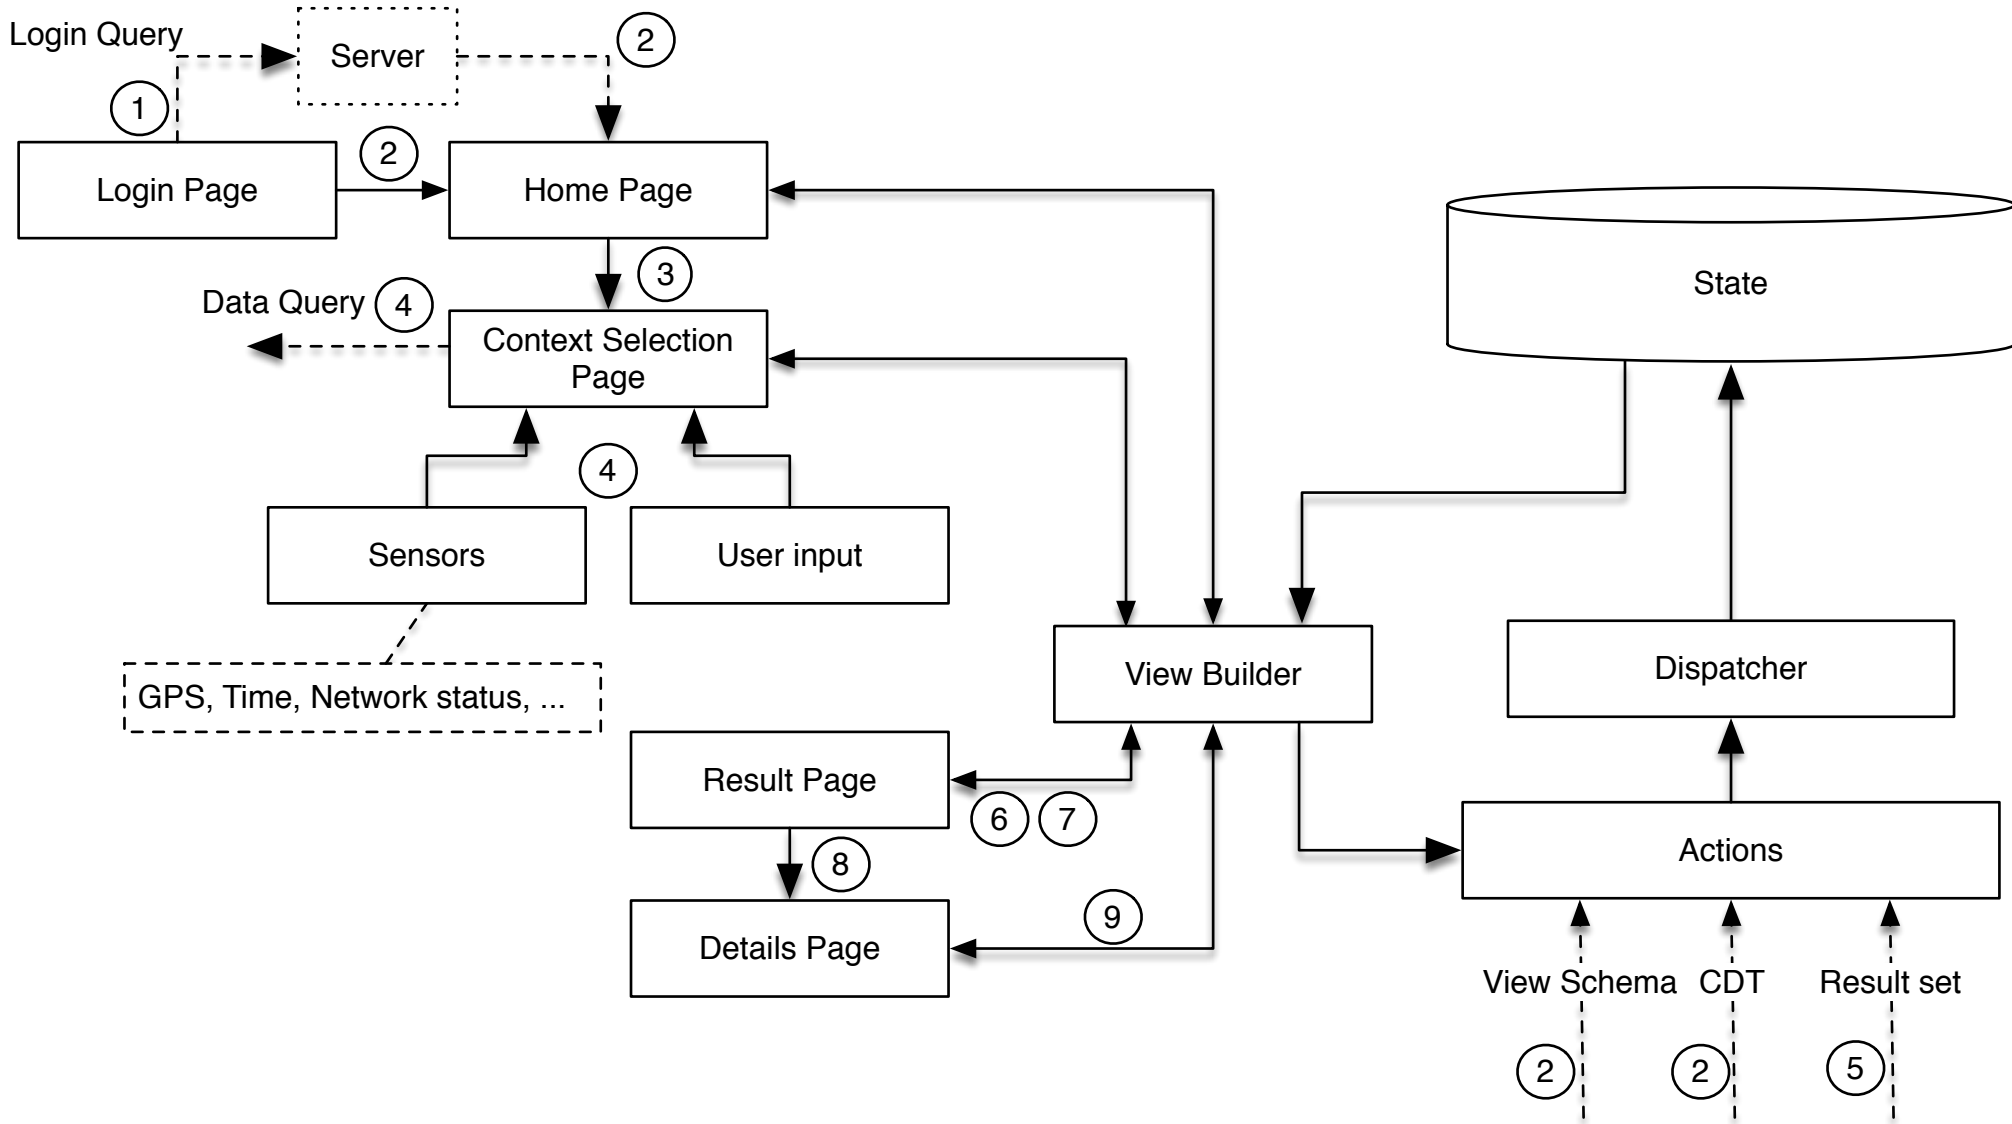 Login Query
Server
2
1
2
Login Page
Home Page
3
State
Data Query 4
Context Selection
Page
4
Sensors
User input
GPS, Time, Network status, ...
View Builder
Dispatcher
Result Page
6 7
8
Actions
9
Details Page
View Schema CDT Result set
2 2 5